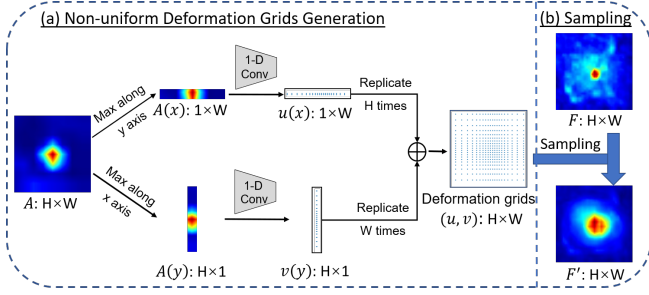 (a) Non-uniform Deformation Grids Generation
(b) Sampling
1-D
Conv
Max along
y axis
A(x): 1×W
u(x): 1×W
Replicate
H times
F: H×W
Sampling
A: H×W
Max along
x axis
1-D
Conv
Replicate
W times
Deformation grids
(u, v): H×W
A(y): H×1
v(y): H×1
F′: H×W